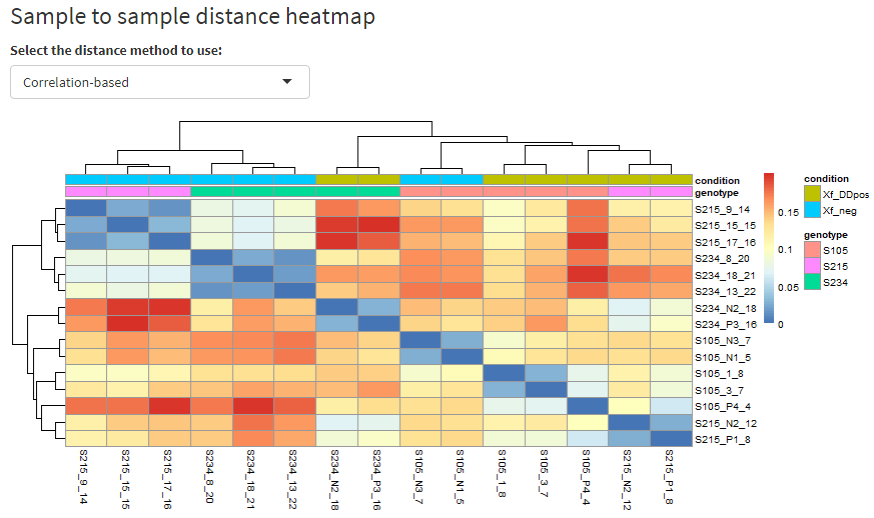 Sample to sample distance heatmap
Select the distance method to use:
Correlation-based
condition
genotype
S215_9_14
S215_15_15
S215_17_16
S234_8_20
S234_18_21
S234_13_22
S234_N2_18
S234_P3_16
S105_N3_7
S105_N1_5
S105_1_8
S105_3_7
S105_P4_4
S215_N2_12
S215_P1_8
0.15
0.1
0.05
0
condition
Xf_DDpos
Xf_neg
genotype
S105
S215
S234
S215_9_14
S215_15_15
S215_17_16
S234_8_20
S234_18_21
S234_13_22
S234_N2_18
S234_P3_16
S105_N3_7
S105_N1_5
S105_1_8
S105_3_7
S105_P4_4
S215_N2_12
S215_P1_8